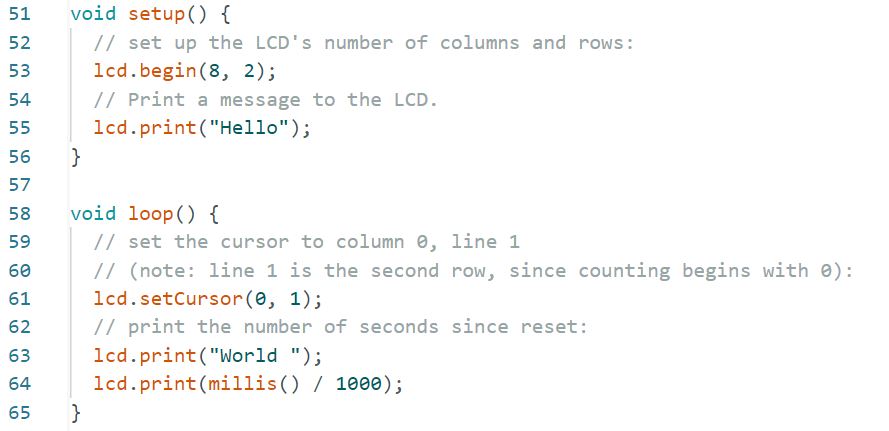 51 void setup() {
52 // set up the LCD's number of columns and rows:
53 lcd.begin(8, 2);
54 // Print a message to the LCD.
55 lcd.print("Hello");
56 }
57
58 void loop() {
59 // set the cursor to column 0, line 1
60 // (note: line 1 is the second row, since counting begins with 0):
61 lcd.setCursor(0, 1);
62 // print the number of seconds since reset:
63 lcd.print("World ");
64 lcd.print(millis() / 1000);
65 }